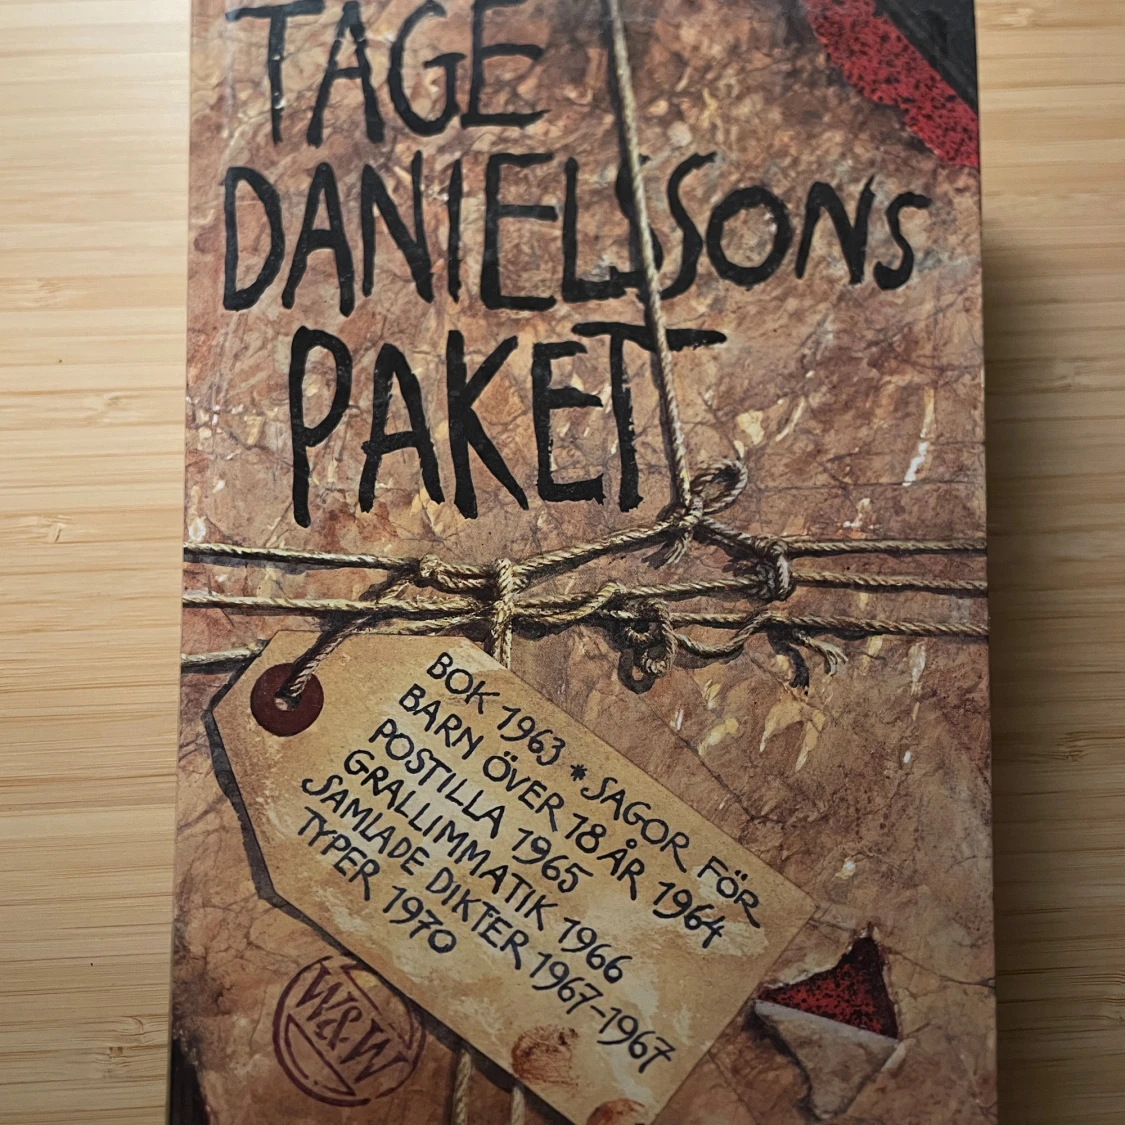 TAGE
DANIELSSONS
PAKET
BOK 1963 * SAGOR FÖR
BARN ÖVER 18 ÅR 1964
POSTILLA 1965
GRALLIMMATIK 1966
SAMLADE DIKTER 1967-1967
TYPER 1970
W&W